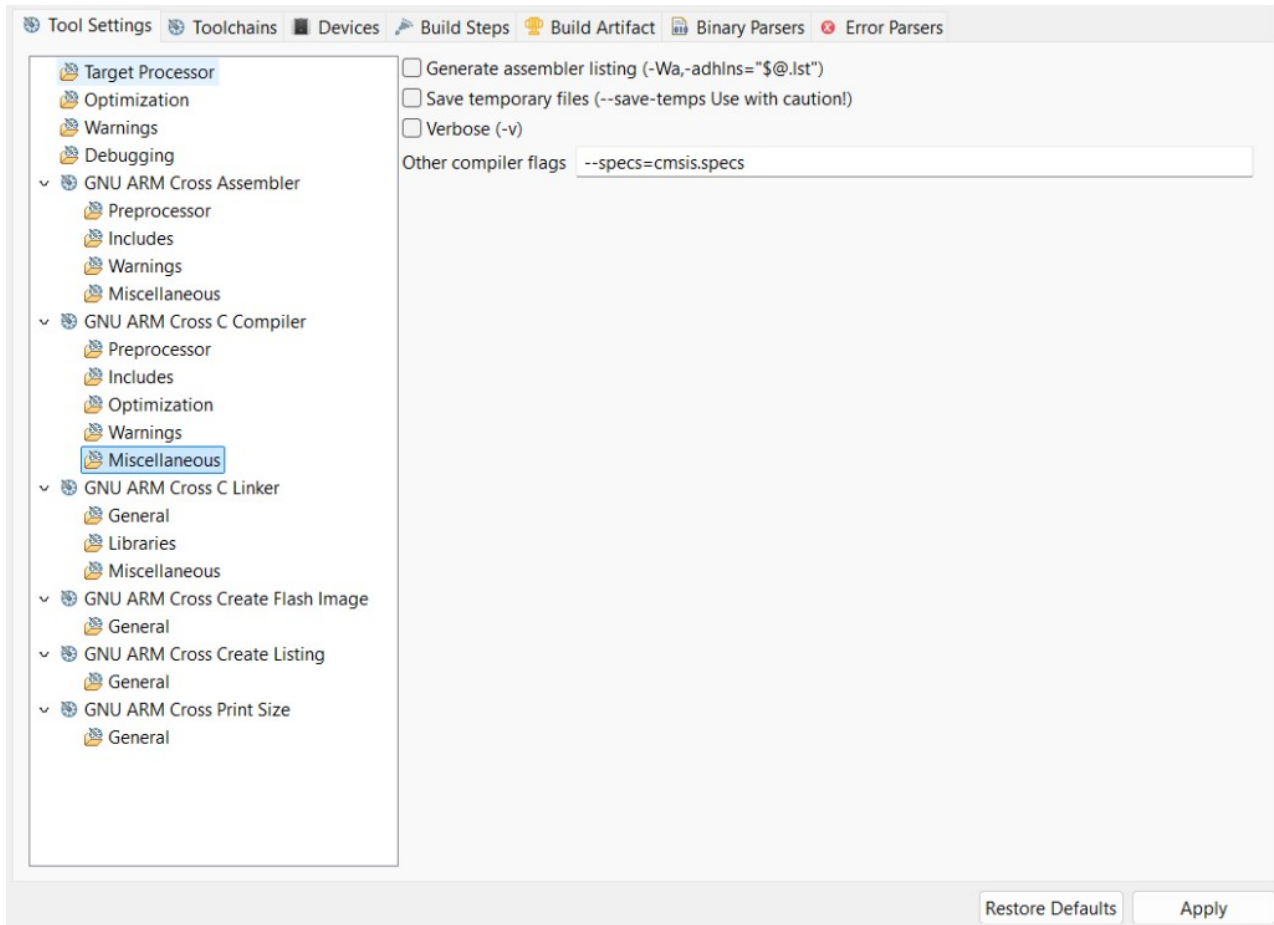 Tool Settings Toolchains Devices Build Steps Build Artifact Binary Parsers Error Parsers
Target Processor
Optimization
Warnings
Debugging
GNU ARM Cross Assembler
Preprocessor
Includes
Warnings
Miscellaneous
GNU ARM Cross C Compiler
Preprocessor
Includes
Optimization
Warnings
Miscellaneous
GNU ARM Cross C Linker
General
Libraries
Miscellaneous
GNU ARM Cross Create Flash Image
General
GNU ARM Cross Create Listing
General
GNU ARM Cross Print Size
General
Generate assembler listing (-Wa,-adhlns="$@.lst")
Save temporary files (--save-temps Use with caution!)
Verbose (-v)
Other compiler flags --specs=cmsis.specs
Restore Defaults Apply